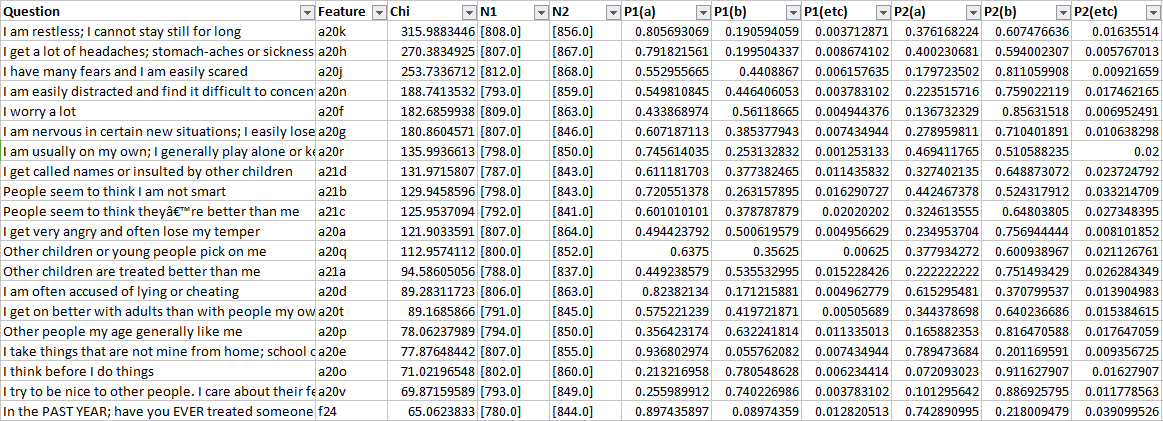 Question Feature Chi N1 N2 P1(a) P1(b) P1(etc) P2(a) P2(b) P2(etc)
I am restless; I cannot stay still for long a20k 315.9883446 [808.0] [856.0] 0.805693069 0.190594059 0.003712871 0.376168224 0.607476636 0.01635514
I get a lot of headaches; stomach-aches or sickness a20h 270.3834925 [807.0] [867.0] 0.791821561 0.199504337 0.008674102 0.400230681 0.594002307 0.005767013
I have many fears and I am easily scared a20j 253.7336712 [812.0] [868.0] 0.552955665 0.4408867 0.006157635 0.179723502 0.811059908 0.00921659
I am easily distracted and find it difficult to concen a20n 188.7413532 [793.0] [859.0] 0.549810845 0.446406053 0.003783102 0.223515716 0.759022119 0.017462165
I worry a lot a20f 182.6859938 [809.0] [863.0] 0.433868974 0.56118665 0.004944376 0.136732329 0.85631518 0.006952491
I am nervous in certain new situations; I easily lose a20g 180.8604571 [807.0] [846.0] 0.607187113 0.385377943 0.007434944 0.278959811 0.710401891 0.010638298
I am usually on my own; I generally play alone or ke a20r 135.9936613 [798.0] [850.0] 0.745614035 0.253132832 0.001253133 0.469411765 0.510588235 0.02
I get called names or insulted by other children a21d 131.9715807 [787.0] [843.0] 0.611181703 0.377382465 0.011435832 0.327402135 0.648873072 0.023724792
People seem to think I am not smart a21b 129.9458596 [798.0] [843.0] 0.720551378 0.263157895 0.016290727 0.442467378 0.524317912 0.033214709
People seem to think theyâ€™re better than me a21c 125.9537094 [792.0] [841.0] 0.601010101 0.378787879 0.02020202 0.324613555 0.64803805 0.027348395
I get very angry and often lose my temper a20a 121.9033591 [807.0] [864.0] 0.494423792 0.500619579 0.004956629 0.234953704 0.756944444 0.008101852
Other children or young people pick on me a20q 112.9574112 [800.0] [852.0] 0.6375 0.35625 0.00625 0.377934272 0.600938967 0.021126761
Other children are treated better than me a21a 94.58605056 [788.0] [837.0] 0.449238579 0.535532995 0.015228426 0.222222222 0.751493429 0.026284349
I am often accused of lying or cheating a20d 89.28311723 [806.0] [863.0] 0.82382134 0.171215881 0.004962779 0.615295481 0.370799537 0.013904983
I get on better with adults than with people my ow a20t 89.1685866 [791.0] [845.0] 0.575221239 0.419721871 0.00505689 0.344378698 0.640236686 0.015384615
Other people my age generally like me a20p 78.06237989 [794.0] [850.0] 0.356423174 0.632241814 0.011335013 0.165882353 0.816470588 0.017647059
I take things that are not mine from home; school o a20e 77.87648442 [807.0] [855.0] 0.936802974 0.055762082 0.007434944 0.789473684 0.201169591 0.009356725
I think before I do things a20o 71.02196548 [802.0] [860.0] 0.213216958 0.780548628 0.006234414 0.072093023 0.911627907 0.01627907
I try to be nice to other people. I care about their fe a20v 69.87159589 [793.0] [849.0] 0.255989912 0.740226986 0.003783102 0.101295642 0.886925795 0.011778563
In the PAST YEAR; have you EVER treated someone f24 65.0623833 [780.0] [844.0] 0.897435897 0.08974359 0.012820513 0.742890995 0.218009479 0.039099526